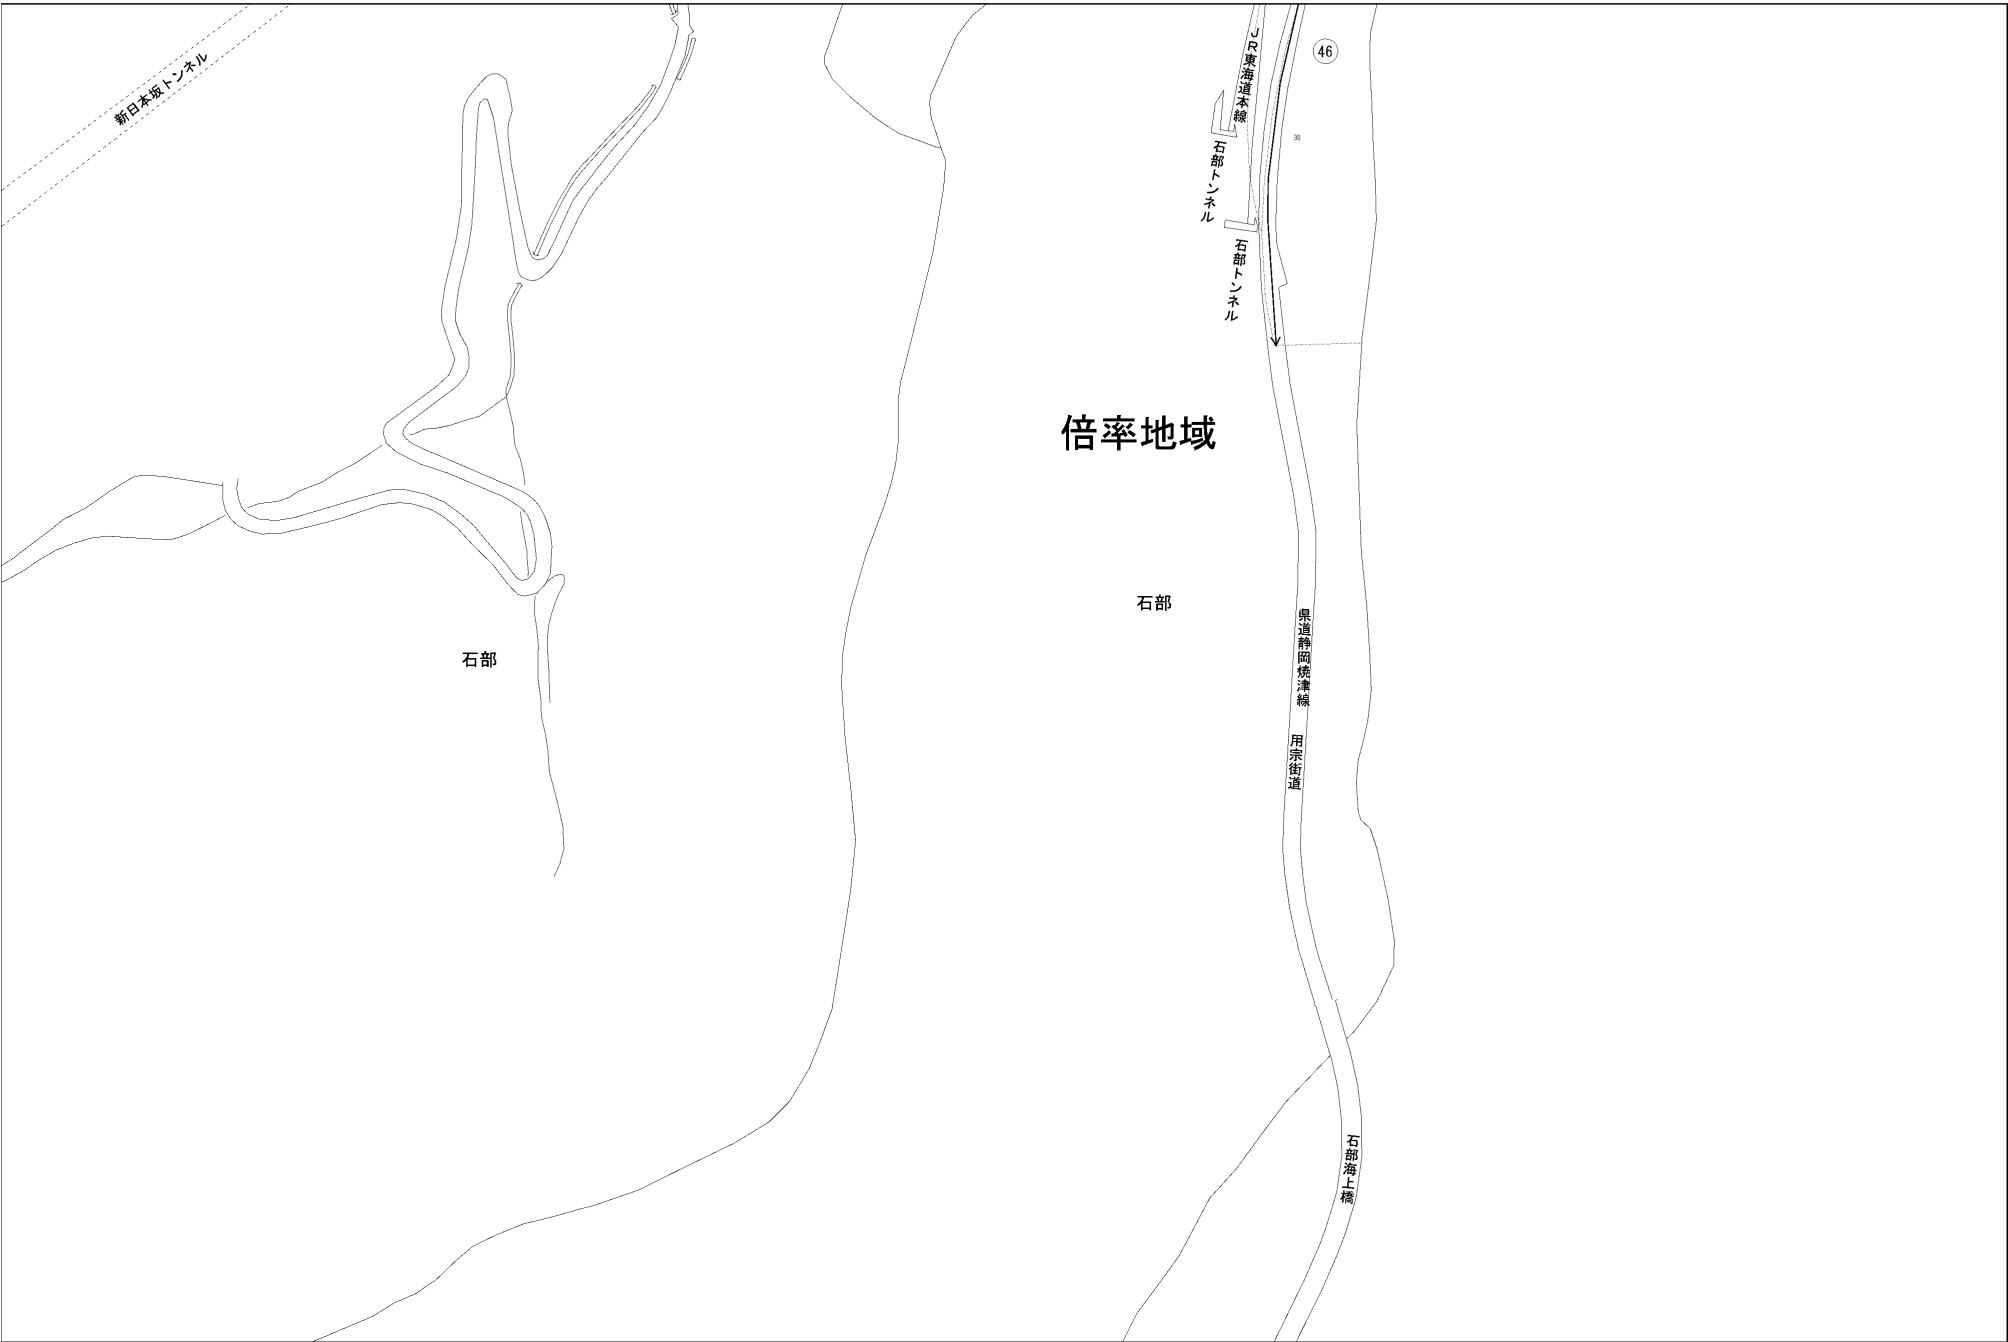 新日本坂トンネル
JR東海道本線
46
30
石部トンネル
石部トンネル
倍率地域
石部
石部
県道静岡焼津線
用宗街道
石部海上橋